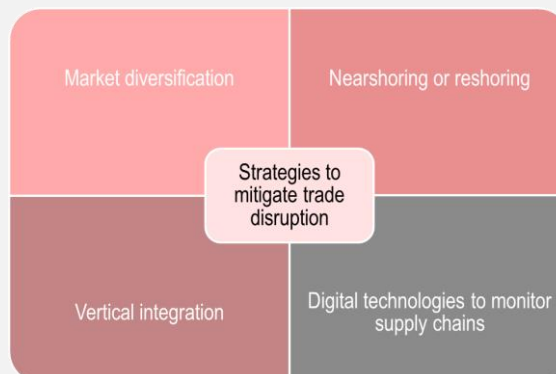 Market diversification
Nearshoring or reshoring
Strategies to
mitigate trade
disruption
Vertical integration
Digital technologies to monitor
supply chains